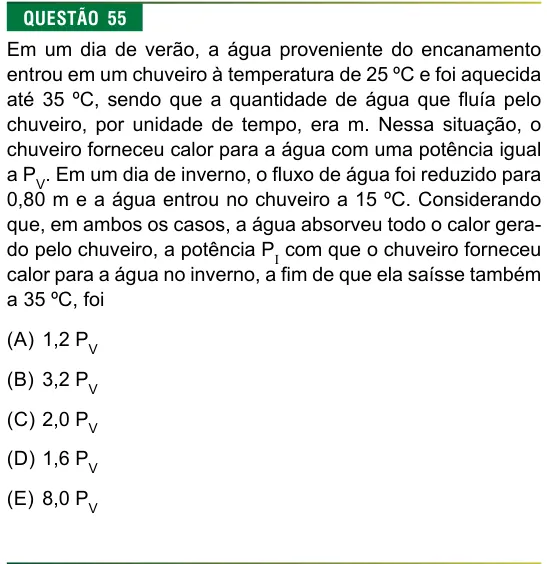 QUESTÃO 55
Em um dia de verão, a água proveniente do encanamento
entrou em um chuveiro à temperatura de 25 ºC e foi aquecida
até 35 ºC, sendo que a quantidade de água que fluía pelo
chuveiro, por unidade de tempo, era m. Nessa situação, o
chuveiro forneceu calor para a água com uma potência igual
a PV. Em um dia de inverno, o fluxo de água foi reduzido para
0,80 m e a água entrou no chuveiro a 15 ºC. Considerando
que, em ambos os casos, a água absorveu todo o calor gera-
do pelo chuveiro, a potência PI com que o chuveiro forneceu
calor para a água no inverno, a fim de que ela saísse também
a 35 ºC, foi
(A) 1,2 PV
(B) 3,2 PV
(C) 2,0 PV
(D) 1,6 PV
(E) 8,0 PV